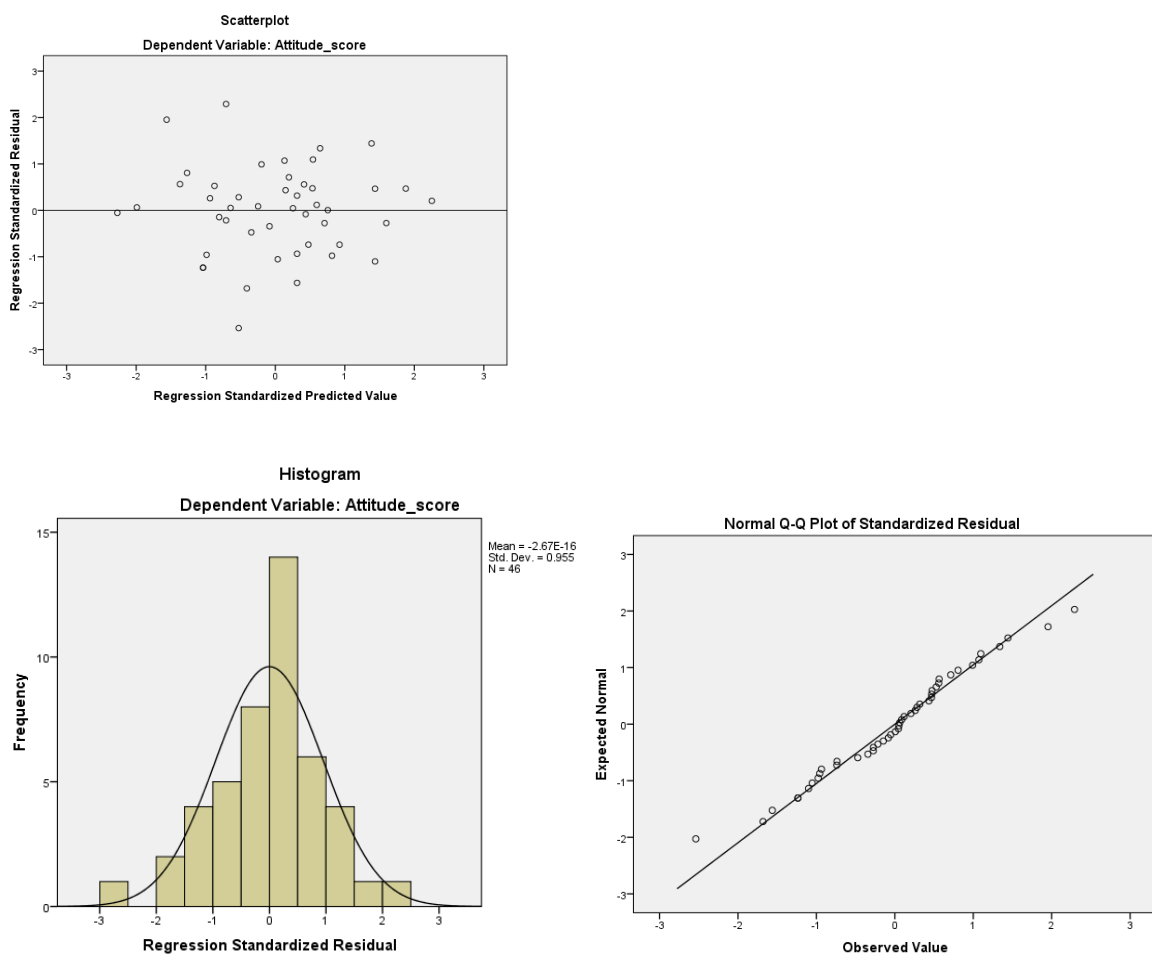 Scatterplot
Dependent Variable: Attitude_score
Regression Standardized Residual
3
2
1
0
-1
-2
-3
-3 -2 -1 0 1 2 3
Regression Standardized Predicted Value
Histogram
Dependent Variable: Attitude_score
Frequency
15
10
5
0
-3 -2 -1 0 1 2 3
Regression Standardized Residual
Mean = -2.67E-16
Std. Dev. = 0.955
N = 46
Normal Q-Q Plot of Standardized Residual
Expected Normal
3
2
1
0
-1
-2
-3
-3 -2 -1 0 1 2 3
Observed Value